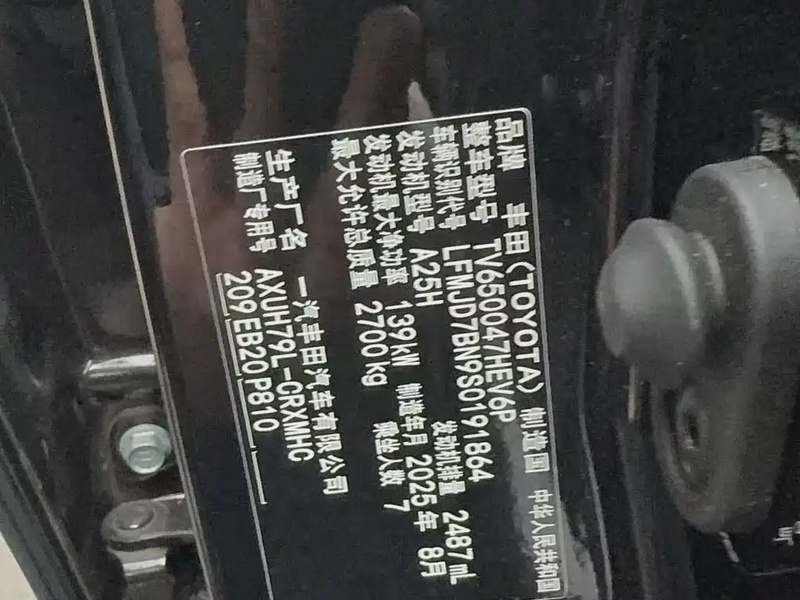 品牌 丰田(TOYOTA) 制造国 中华人民共和国
整车型号 TV65004​7HEV6P
车辆识别代号 LFMJD7BN9S0191864
发动机型号 A25H 发动机排量 2487 mL
发动机最大净功率 139kW 制造年月 2025年 8月
最大允许总质量 2700kg 乘坐人数 7
生产厂名 一汽丰田汽车有限公司
制造厂专用号 AXUH79L-CRXMHC
209 EB20 P810